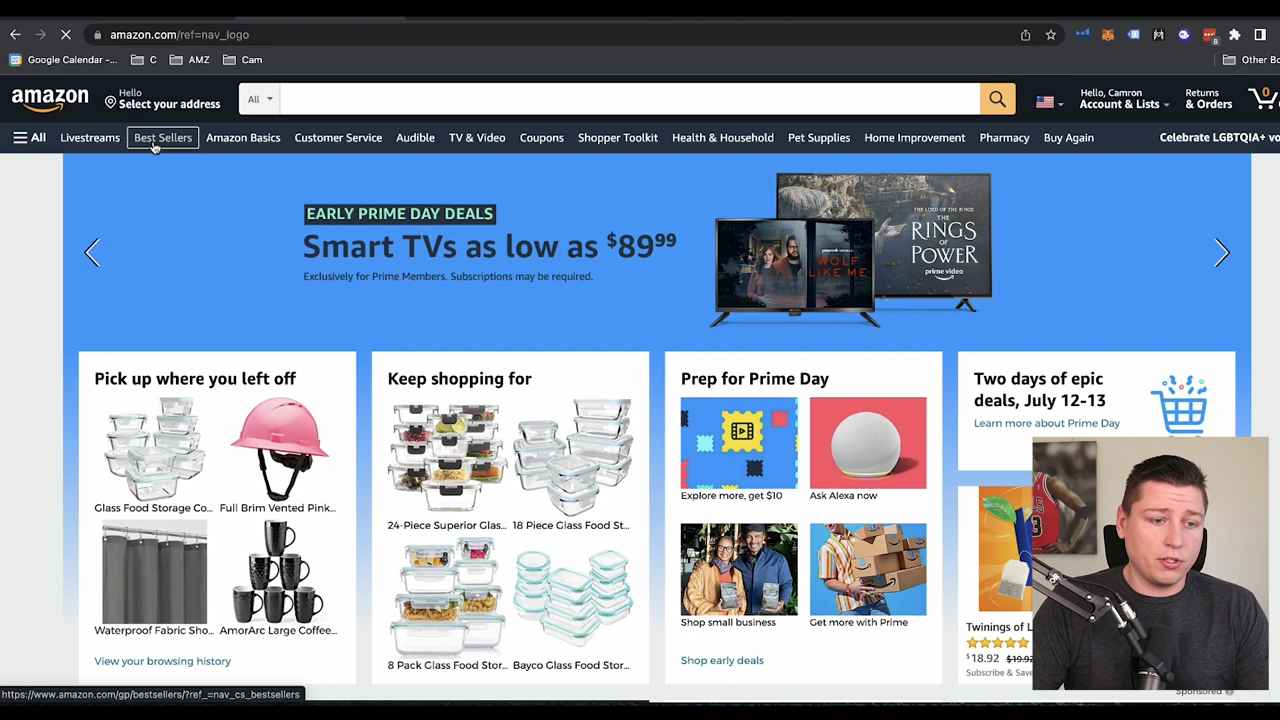 amazon.com/ref=nav_logo
8
Google Calendar –...
C
AMZ
Cam
Other Bo
amazon
Hello
Select your address
All
Hello, Camron
Account & Lists
Returns
& Orders
0
All
Livestreams
Best Sellers
Amazon Basics
Customer Service
Audible
TV & Video
Coupons
Shopper Toolkit
Health & Household
Pet Supplies
Home Improvement
Pharmacy
Buy Again
Celebrate LGBTQIA+ vo
EARLY PRIME DAY DEALS
Smart TVs as low as $89⁹⁹
Exclusively for Prime Members. Subscriptions may be required.
WOLF
LIKE ME
THE LORD OF THE RINGS
THE
RINGS
OF
POWER
prime video
Pick up where you left off
Glass Food Storage Co...
Full Brim Vented Pink...
Waterproof Fabric Sho...
AmorArc Large Coffee...
View your browsing history
Keep shopping for
24-Piece Superior Glas...
18 Piece Glass Food St...
8 Pack Glass Food Stor...
Bayco Glass Food Stor...
Prep for Prime Day
Explore more, get $10
Ask Alexa now
Shop small business
Get more with Prime
Shop early deals
Two days of epic
deals, July 12-13
Learn more about Prime Day
Twinings of L
$18.92 $19.92
Subscribe & Save
Sponsored
https://www.amazon.com/gp/bestsellers/?ref_=nav_cs_bestsellers